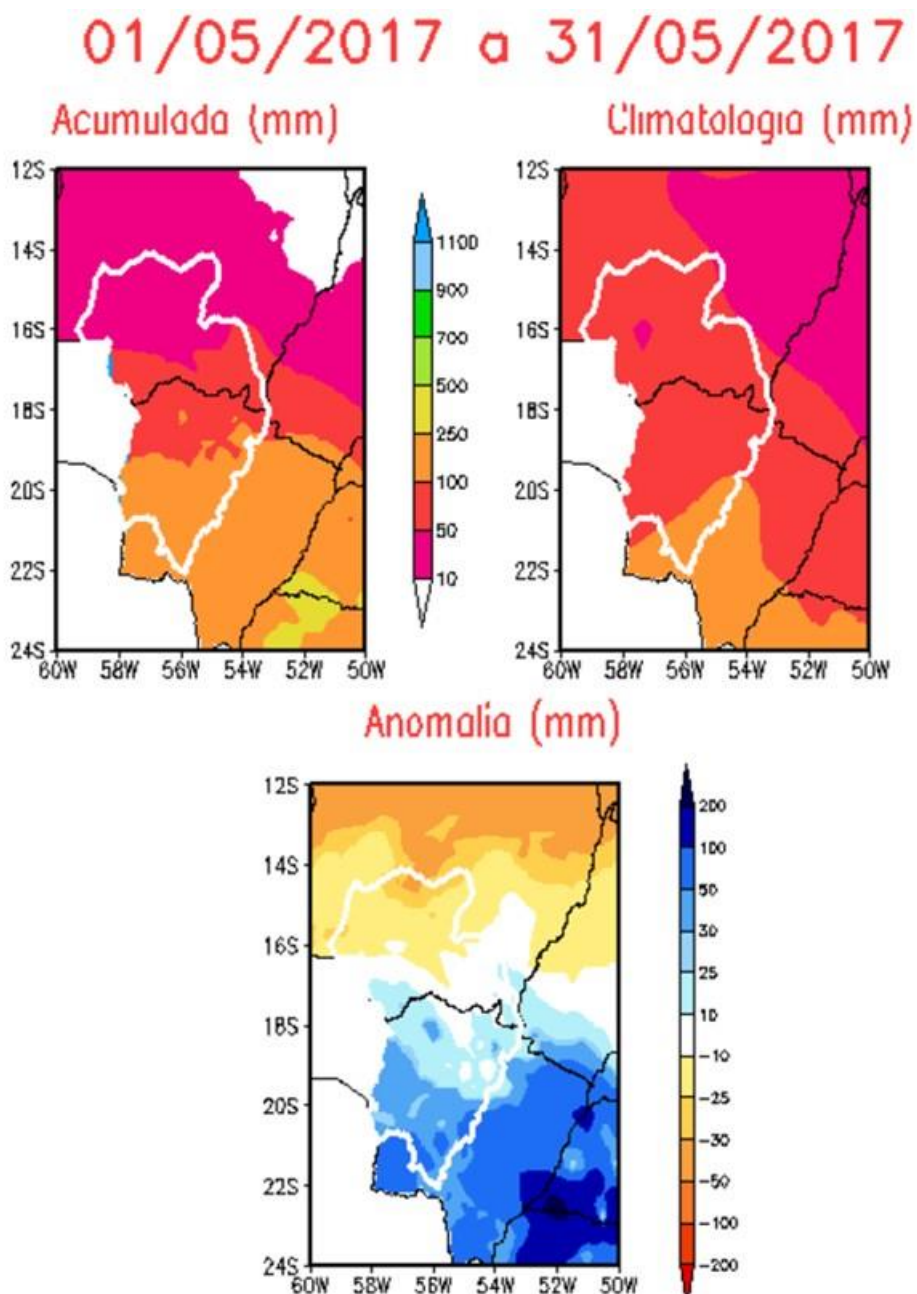 01/05/2017 a 31/05/2017
Acumulada (mm)
Climatologia (mm)
12S
14S
16S
18S
20S
22S
24S
60W 58W 56W 54W 52W 50W
1100
900
700
500
250
100
50
10
12S
14S
16S
18S
20S
22S
24S
60W 58W 56W 54W 52W 50W
Anomalia (mm)
12S
14S
16S
18S
20S
22S
24S
60W 58W 56W 54W 52W 50W
200
100
50
30
25
10
-10
-25
-30
-50
-100
-200